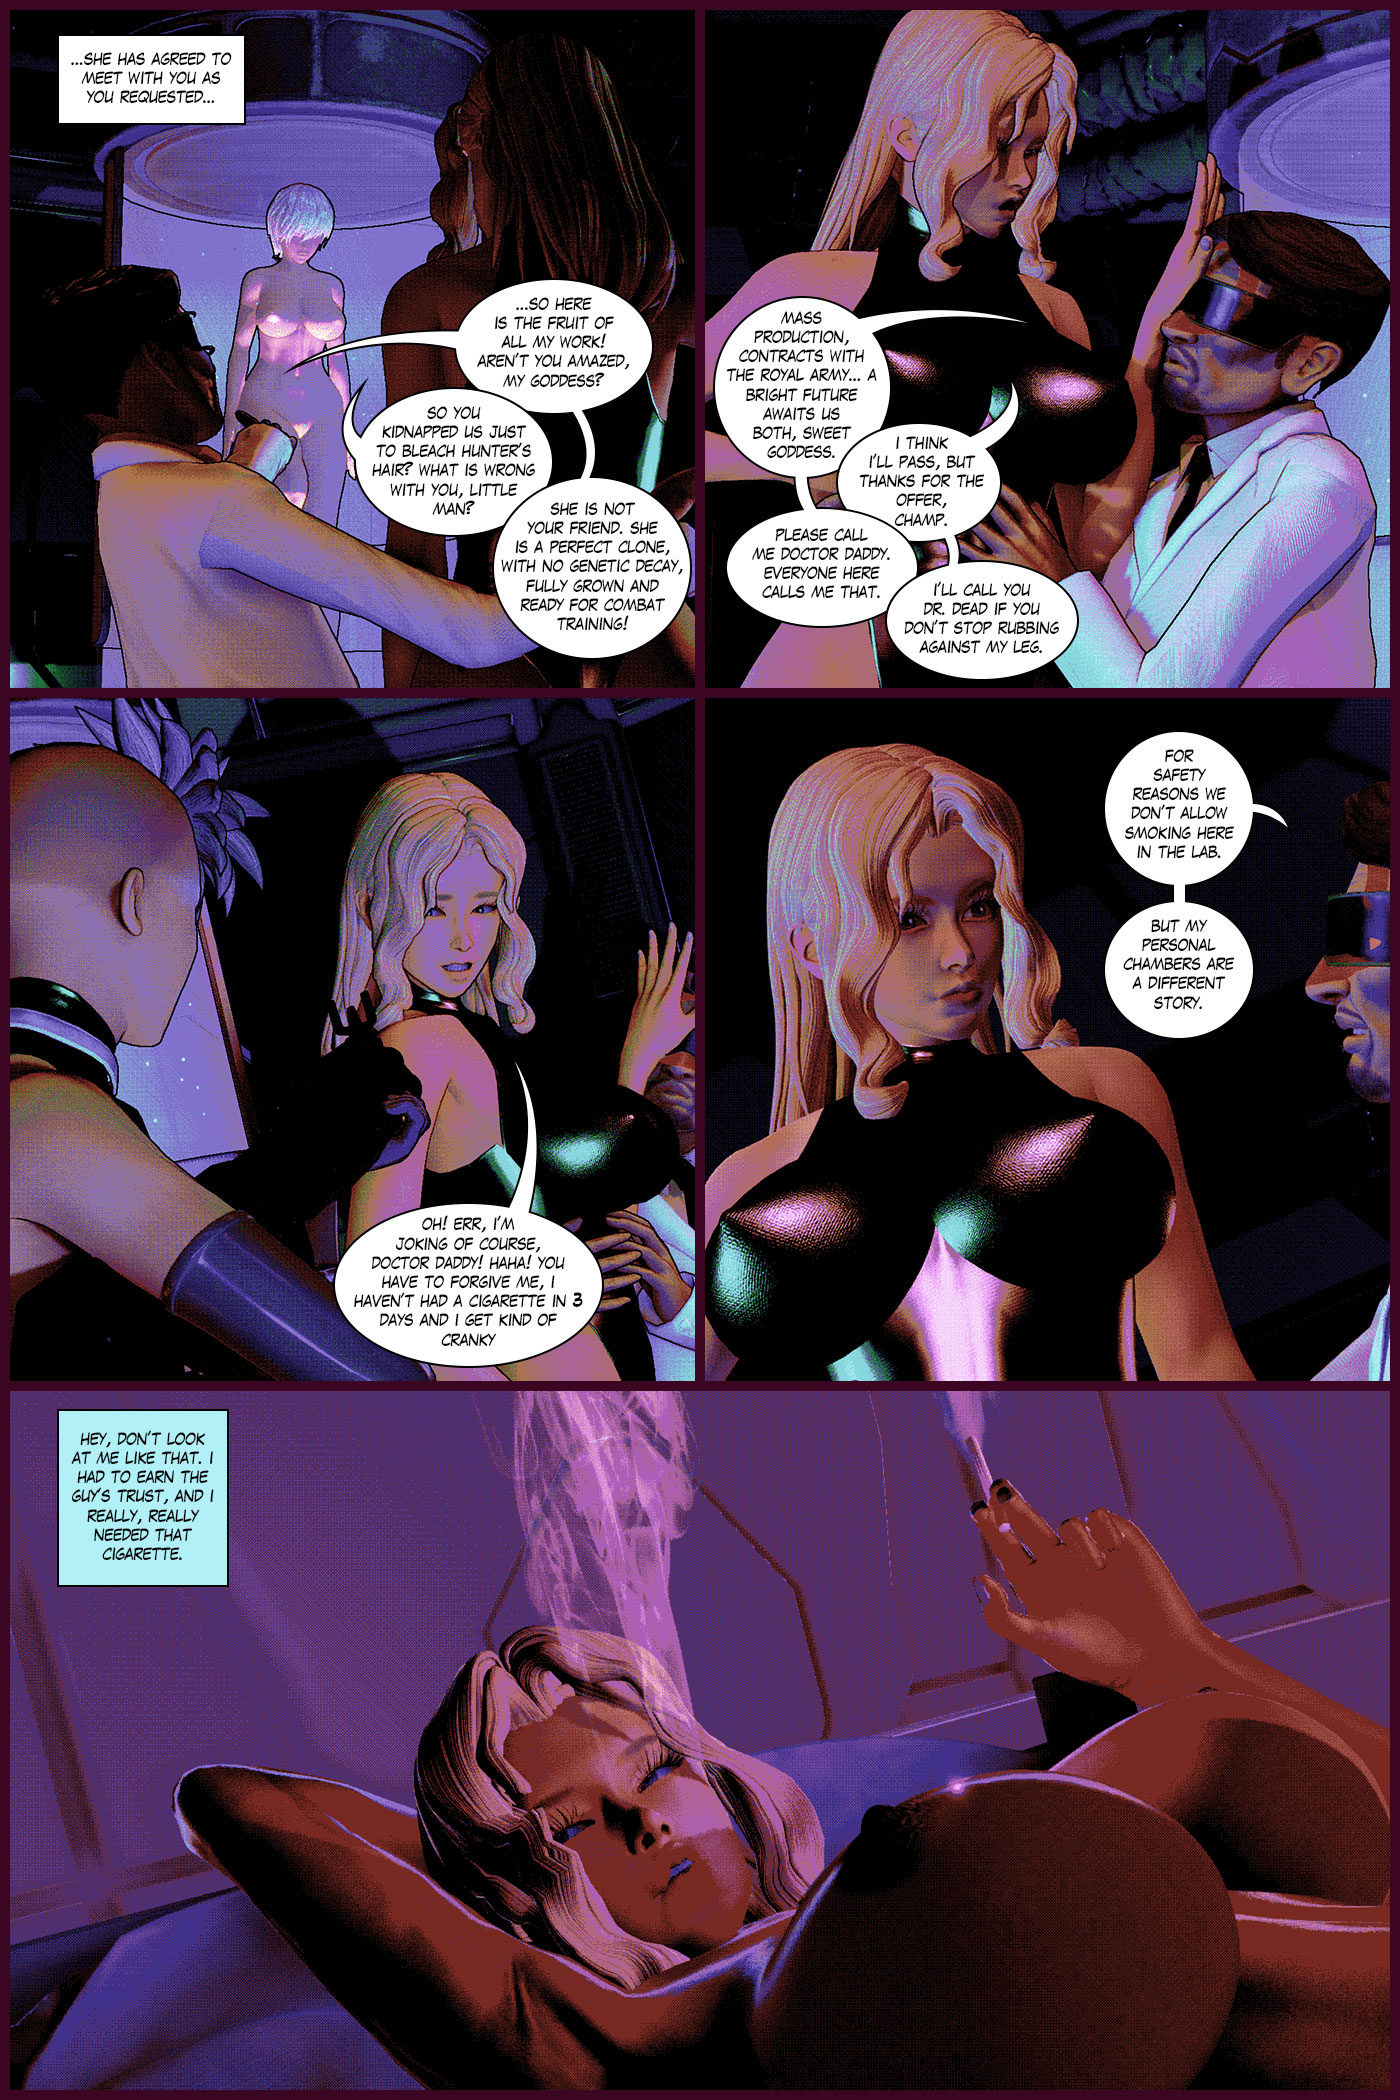 ...SHE HAS AGREED TO
MEET WITH YOU AS
YOU REQUESTED...
...SO HERE
IS THE FRUIT OF
ALL MY WORK!
AREN'T YOU AMAZED,
MY GODDESS?
SO YOU
KIDNAPPED US JUST
TO BLEACH HUNTER'S
HAIR? WHAT IS WRONG
WITH YOU, LITTLE
MAN?
SHE IS NOT
YOUR FRIEND. SHE
IS A PERFECT CLONE,
WITH NO GENETIC DECAY,
FULLY GROWN AND
READY FOR COMBAT
TRAINING!
MASS
PRODUCTION,
CONTRACTS WITH
THE ROYAL ARMY... A
BRIGHT FUTURE
AWAITS US
BOTH, SWEET
GODDESS.
I THINK
I'LL PASS, BUT
THANKS FOR THE
OFFER,
CHAMP.
PLEASE CALL
ME DOCTOR DADDY.
EVERYONE HERE
CALLS ME THAT.
I'LL CALL YOU
DR. DEAD IF YOU
DON'T STOP RUBBING
AGAINST MY LEG.
OH! ERR, I'M
JOKING OF COURSE,
DOCTOR DADDY! HAHA! YOU
HAVE TO FORGIVE ME, I
HAVEN'T HAD A CIGARETTE IN 3
DAYS AND I GET KIND OF
CRANKY
FOR
SAFETY
REASONS WE
DON'T ALLOW
SMOKING HERE
IN THE LAB.
BUT MY
PERSONAL
CHAMBERS ARE
A DIFFERENT
STORY.
HEY, DON'T LOOK
AT ME LIKE THAT. I
HAD TO EARN THE
GUY'S TRUST, AND I
REALLY, REALLY
NEEDED THAT
CIGARETTE.